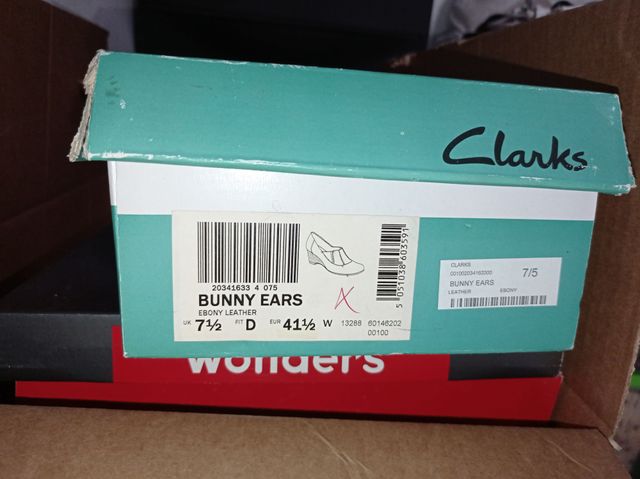 Clarks
20341633 4 075
BUNNY EARS
EBONY LEATHER
UK 7½ FIT D EUR 41½ W 13288 60146202
00100
5 051038 603591
X
CLARKS
001002034163300 7/5
BUNNY EARS
LEATHER EBONY
wonders